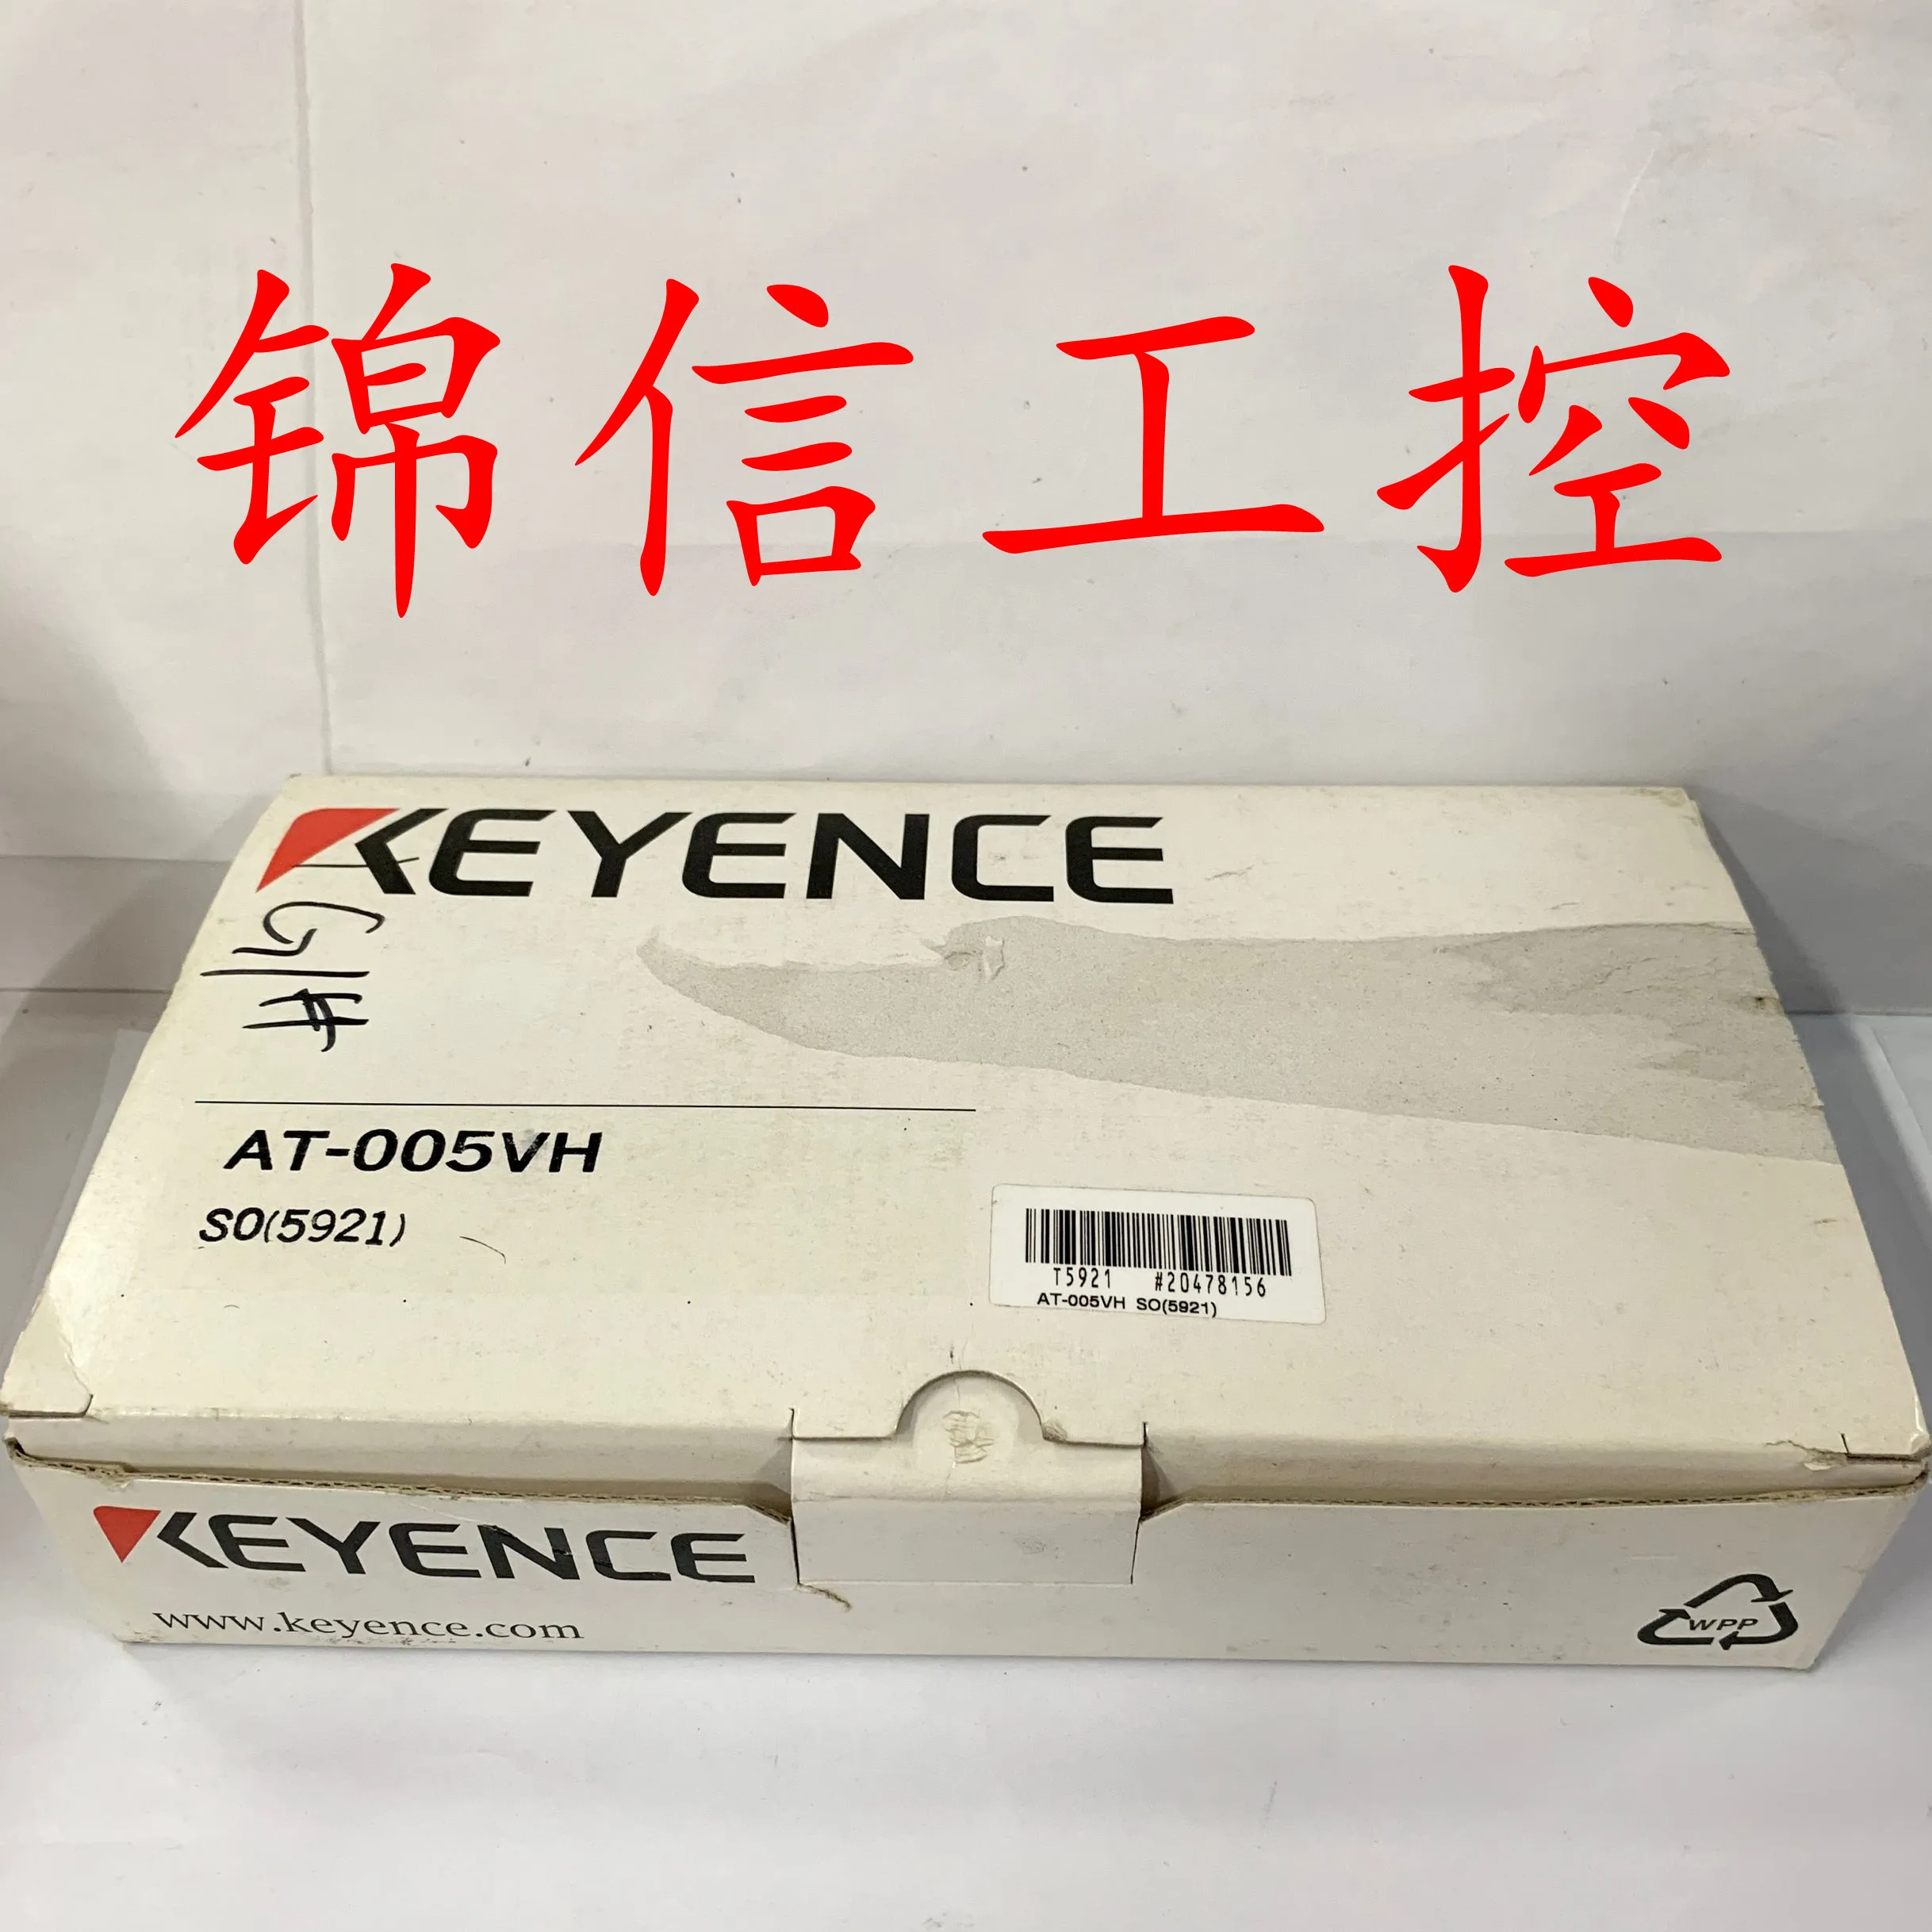 锦信工控
KEYENCE
AT-005VH
SO(5921)
T5921 #20478156
AT-005VH SO(5921)
KEYENCE
www.keyence.com
WPP